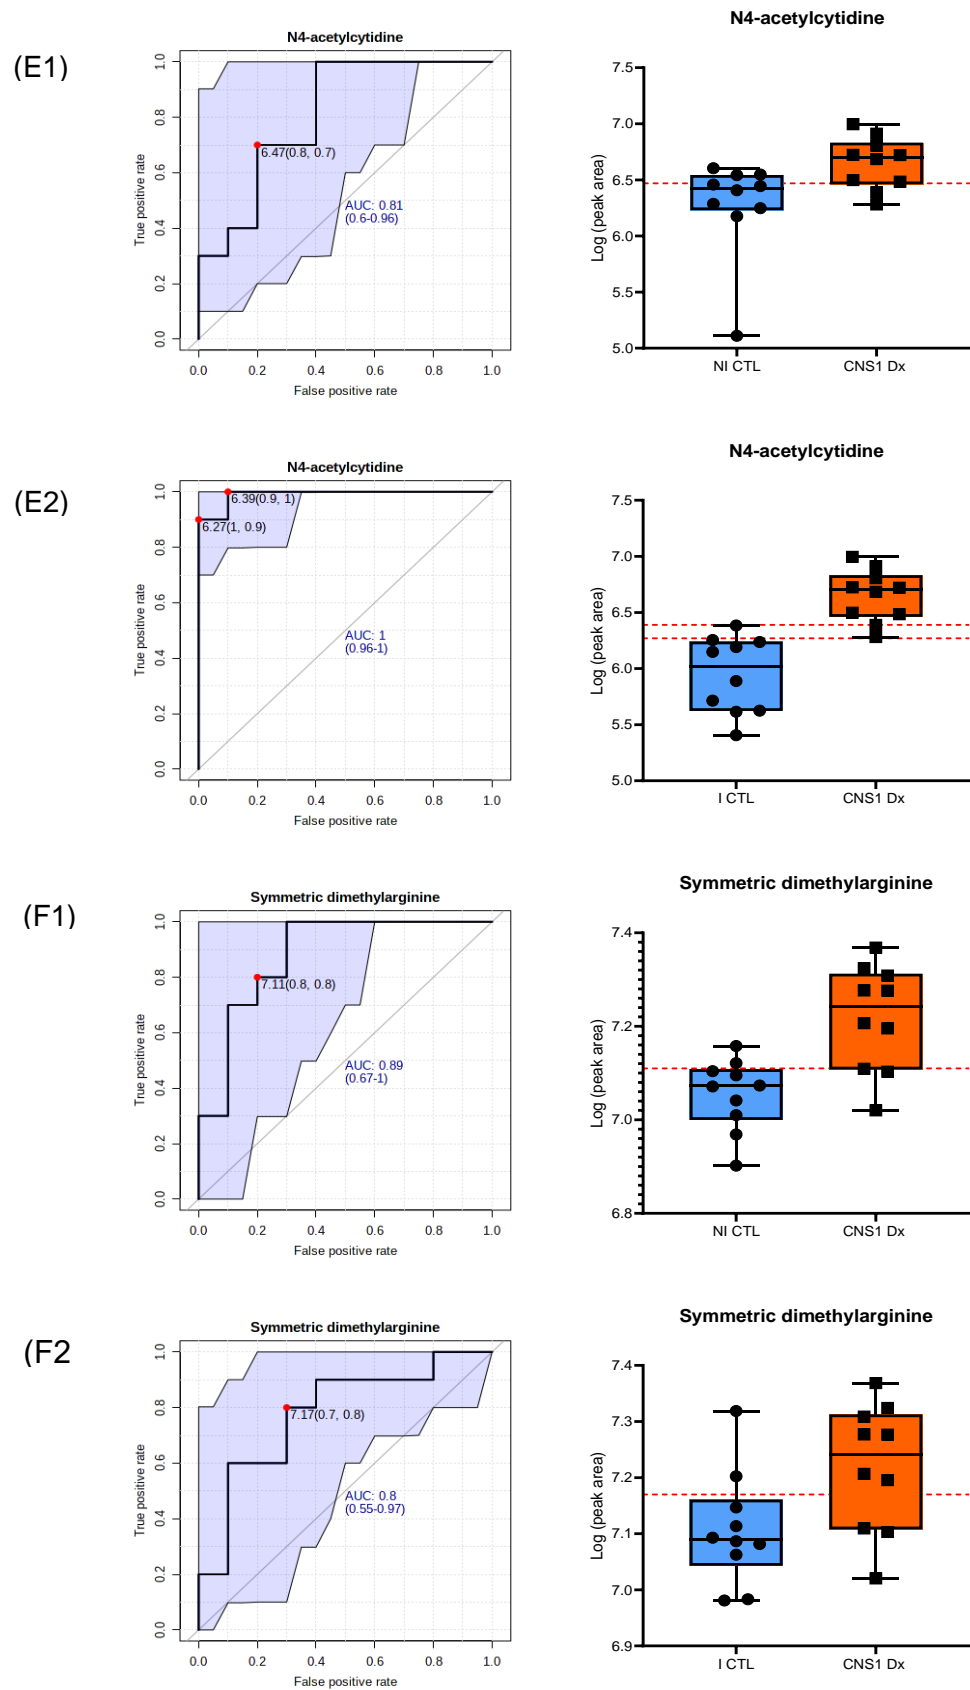 (E1)
N4-acetylcytidine
True positive rate
1.0
0.8
0.6
0.4
0.2
0.0
6.47(0.8, 0.7)
AUC: 0.81
(0.6-0.96)
0.0 0.2 0.4 0.6 0.8 1.0
False positive rate
N4-acetylcytidine
Log (peak area)
7.5
7.0
6.5
6.0
5.5
5.0
NI CTL CNS1 Dx
(E2)
N4-acetylcytidine
True positive rate
1.0
0.8
0.6
0.4
0.2
0.0
6.39(0.9, 1)
6.27(1, 0.9)
AUC: 1
(0.96-1)
0.0 0.2 0.4 0.6 0.8 1.0
False positive rate
N4-acetylcytidine
Log (peak area)
7.5
7.0
6.5
6.0
5.5
5.0
I CTL CNS1 Dx
(F1)
Symmetric dimethylarginine
True positive rate
1.0
0.8
0.6
0.4
0.2
0.0
7.11(0.8, 0.8)
AUC: 0.89
(0.67-1)
0.0 0.2 0.4 0.6 0.8 1.0
False positive rate
Symmetric dimethylarginine
Log (peak area)
7.4
7.2
7.0
6.8
NI CTL CNS1 Dx
(F2
Symmetric dimethylarginine
True positive rate
1.0
0.8
0.6
0.4
0.2
0.0
7.17(0.7, 0.8)
AUC: 0.8
(0.55-0.97)
0.0 0.2 0.4 0.6 0.8 1.0
False positive rate
Symmetric dimethylarginine
Log (peak area)
7.4
7.3
7.2
7.1
7.0
6.9
I CTL CNS1 Dx